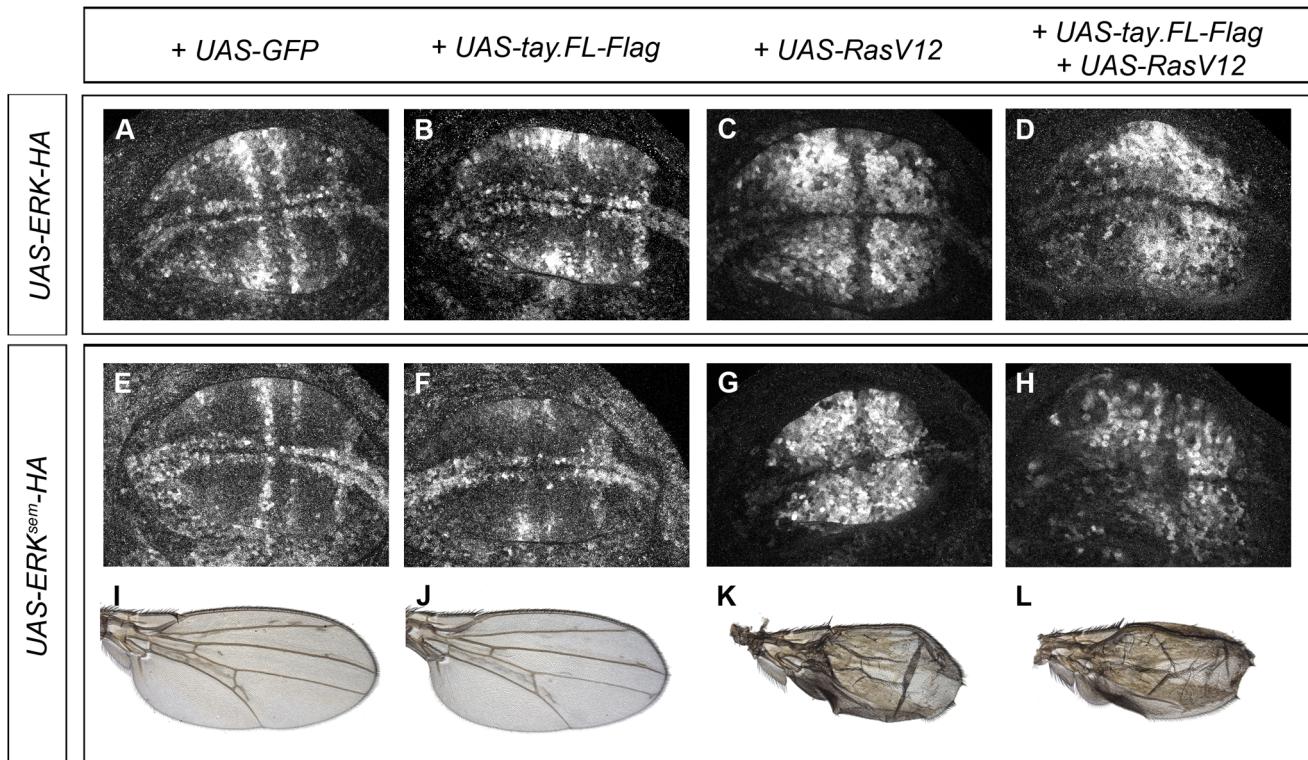 + UAS-GFP
+ UAS-tay.FL-Flag
+ UAS-RasV12
+ UAS-tay.FL-Flag
+ UAS-RasV12
UAS-ERK-HA
A
B
C
D
UAS-ERKsem-HA
E
F
G
H
I
J
K
L